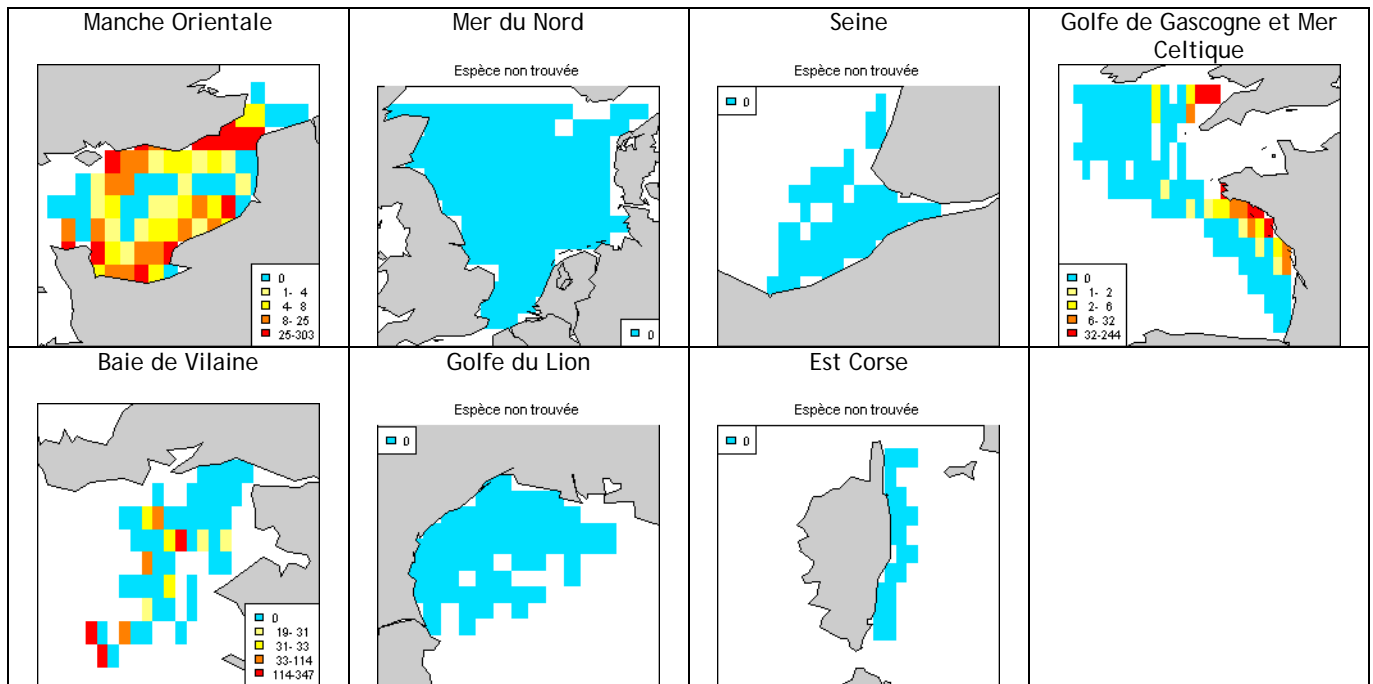 Manche Orientale
Mer du Nord
Seine
Golfe de Gascogne et Mer
Celtique
Espèce non trouvée
Espèce non trouvée
0
1- 4
4- 8
8- 25
25-303
0
0
0
1- 2
2- 6
6- 32
32-244
Baie de Vilaine
Golfe du Lion
Est Corse
Espèce non trouvée
Espèce non trouvée
0
19- 31
31- 33
33-114
114-347
0
0